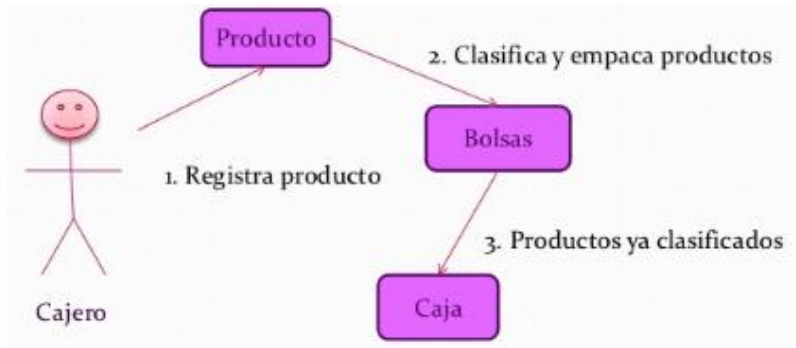 Producto
2. Clasifica y empaca productos
Bolsas
1. Registra producto
3. Productos ya clasificados
Caja
Cajero